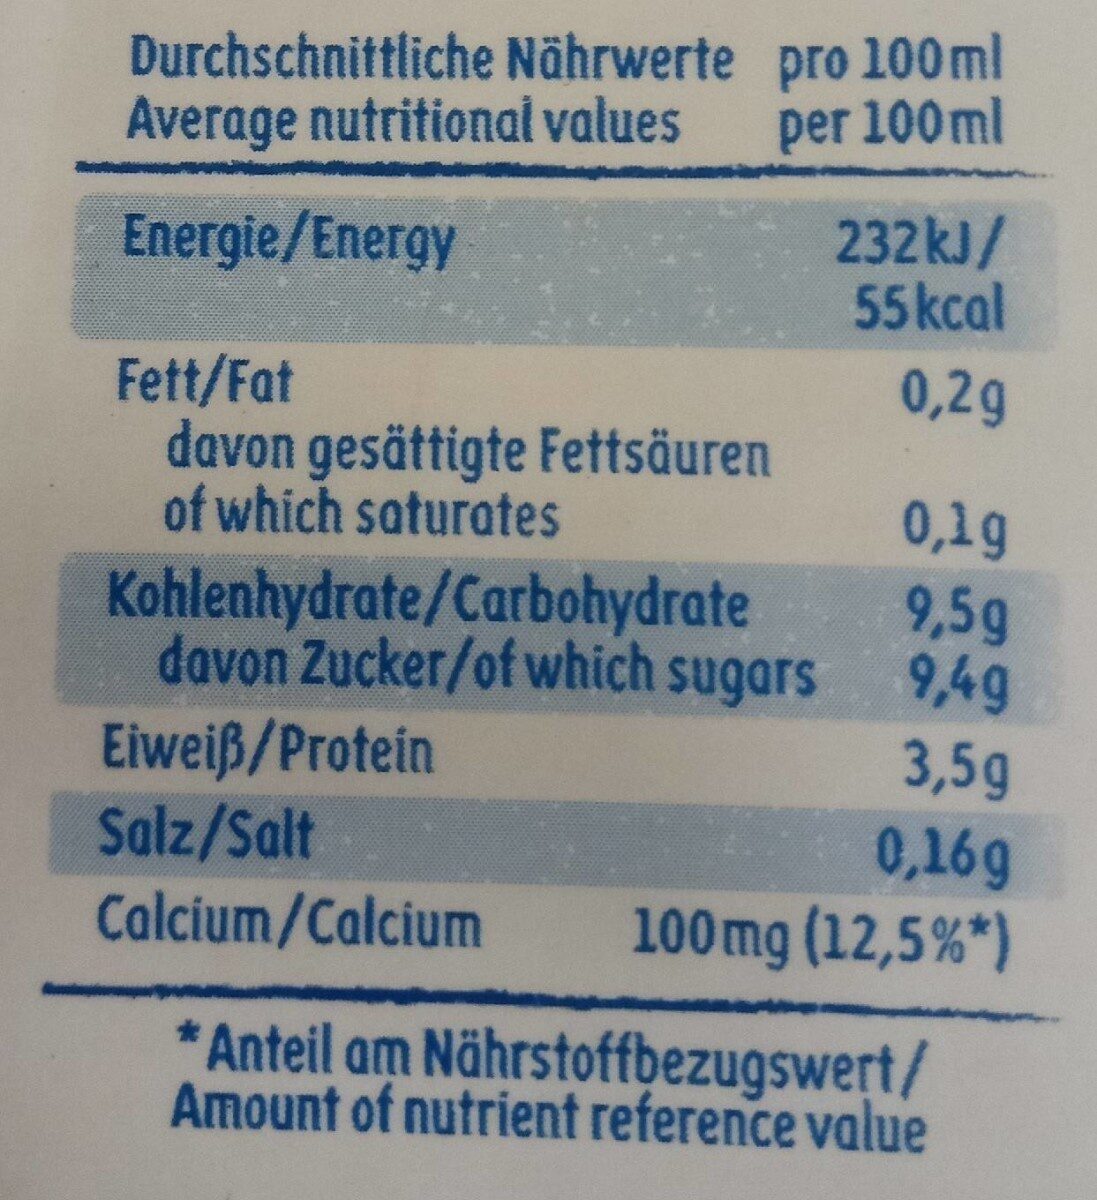 Durchschnittliche Nährwerte pro 100ml
Average nutritional values per 100ml
Energie/Energy 232kJ/
55kcal
Fett/Fat 0,2g
davon gesättigte Fettsäuren
of which saturates 0,1g
Kohlenhydrate/Carbohydrate 9,5g
davon Zucker/of which sugars 9,4g
Eiweiß/Protein 3,5g
Salz/Salt 0,16g
Calcium/Calcium 100mg (12,5%*)
*Anteil am Nährstoffbezugswert/
Amount of nutrient reference value